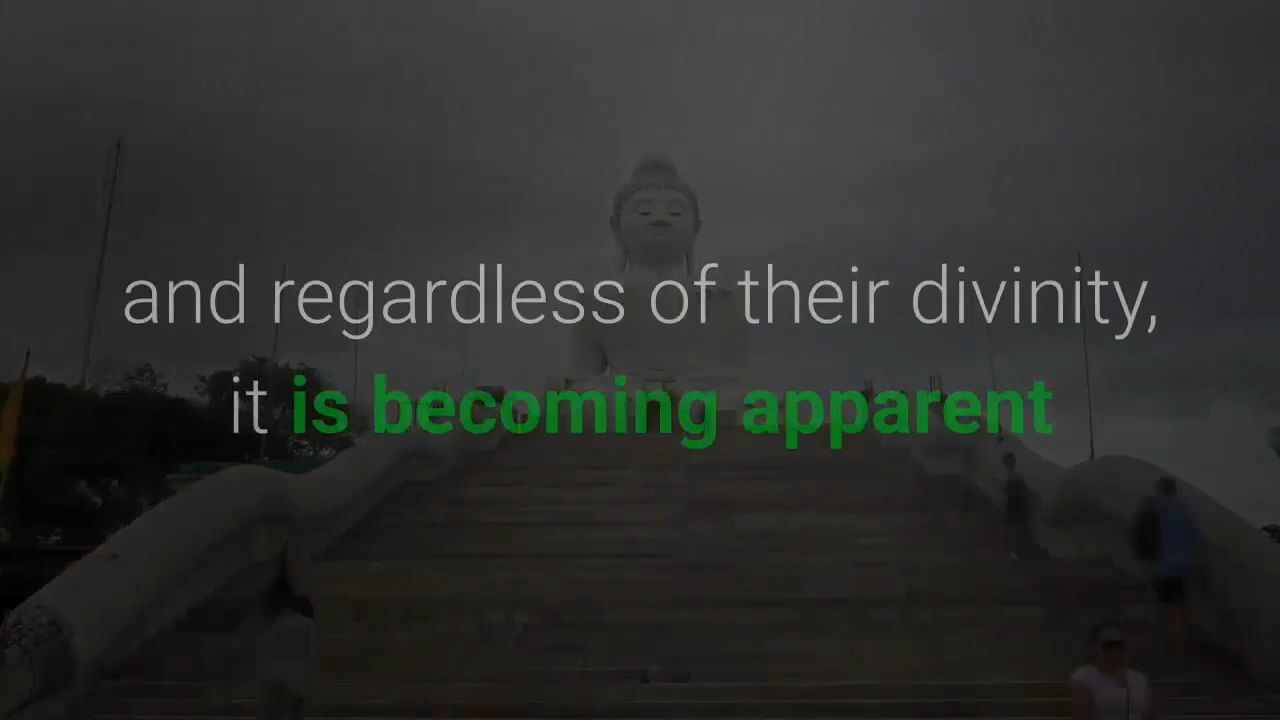 and regardless of their divinity,
it is becoming apparent